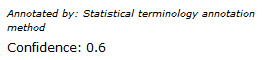 Annotated by: Statistical terminology annotation
method
Confidence: 0.6